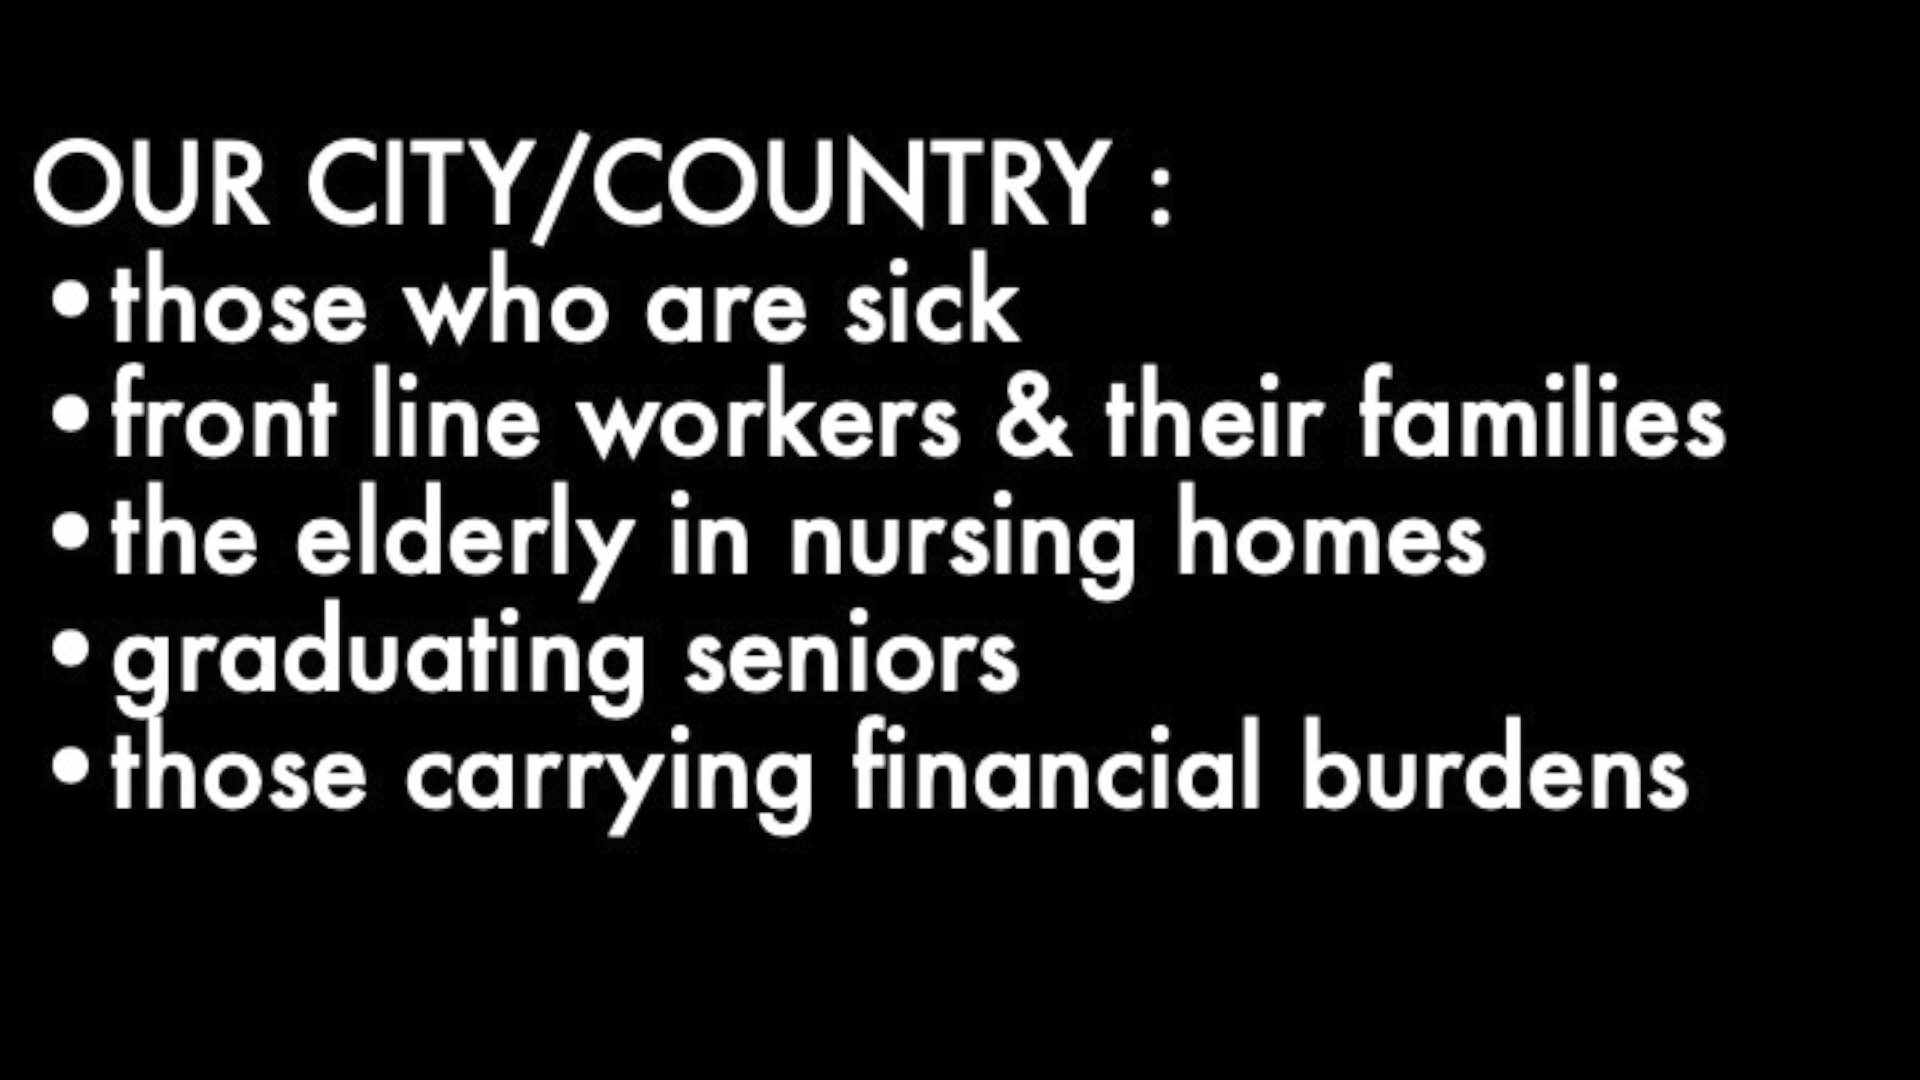 OUR CITY/COUNTRY :
•those who are sick
•front line workers & their families
•the elderly in nursing homes
•graduating seniors
•those carrying financial burdens